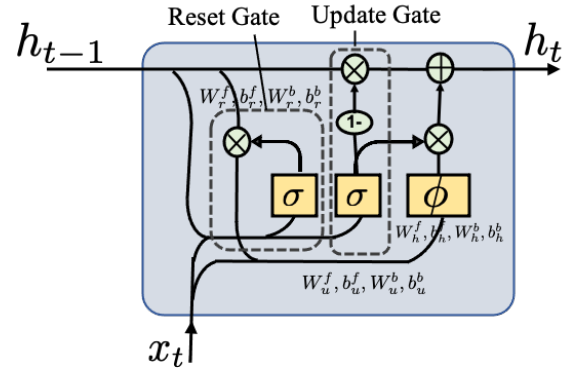 Reset Gate
Update Gate
h_{t-1}
h_t
W_r^f, b_r^f, W_r^b, b_r^b
1-
σ
σ
Ø
W_h^f, b_h^f, W_h^b, b_h^b
W_u^f, b_u^f, W_u^b, b_u^b
x_t